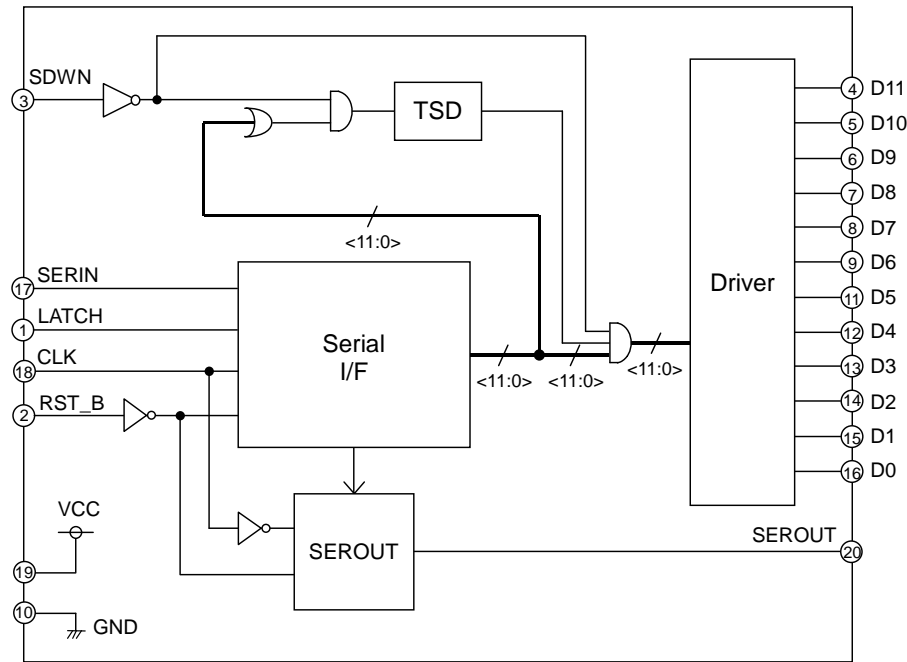 SDWN
3
TSD
<11:0>
SERIN
17
LATCH
1
CLK
18
RST_B
2
Serial
I/F
<11:0>
<11:0>
<11:0>
Driver
4 D11
5 D10
6 D9
7 D8
8 D7
9 D6
11 D5
12 D4
13 D3
14 D2
15 D1
16 D0
VCC
19
10
GND
SEROUT
SEROUT
20